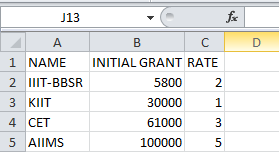 J13 fx
A B C D
1 NAME INITIAL GRANT RATE
2 IIIT-BBSR 5800 2
3 KIIT 30000 1
4 CET 61000 3
5 AIIMS 100000 5